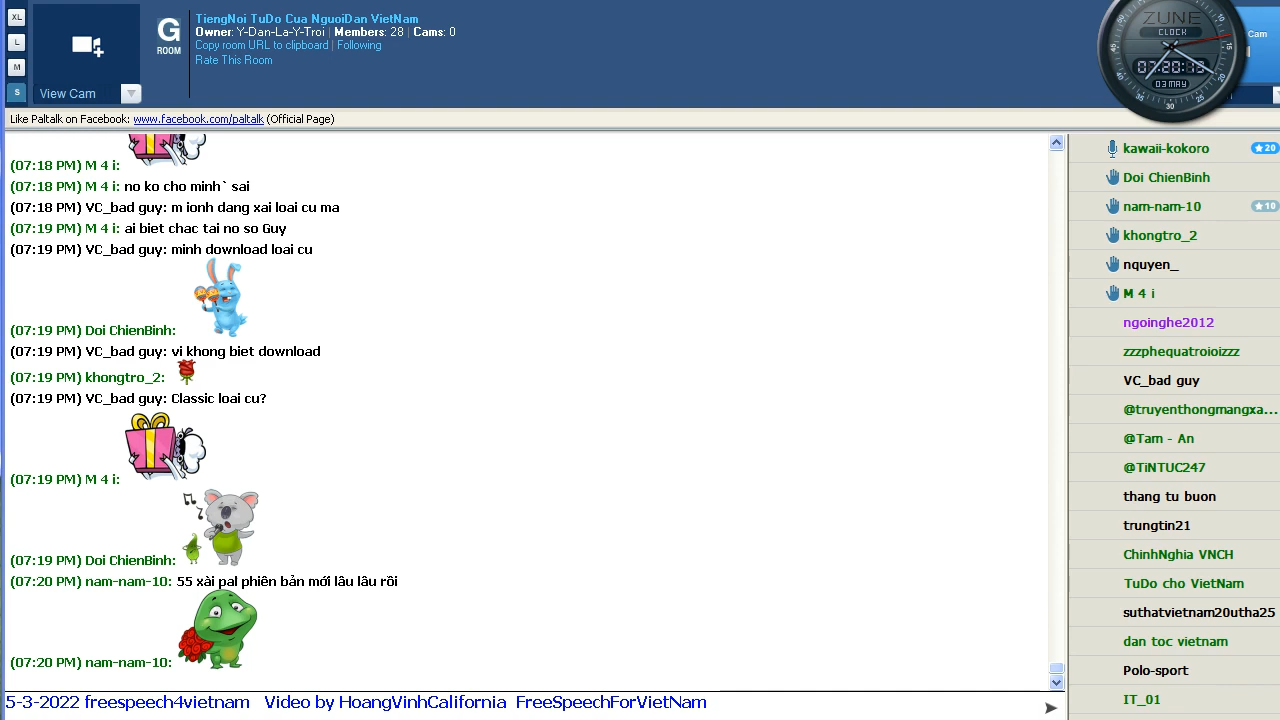 XL
L
M
S
View Cam
G
ROOM
TiengNoi TuDo Cua NguoiDan VietNam
Owner: Y-Dan-La-Y-Troi | Members: 28 | Cams: 0
Copy room URL to clipboard | Following
Rate This Room
ZUNE
CLOCK
07:20:13
03 MAY
Cam
Like Paltalk on Facebook: www.facebook.com/paltalk (Official Page)
(07:18 PM) M 4 i:
(07:18 PM) M 4 i: no ko cho minh` sai
(07:18 PM) VC_bad guy: m ionh dang xai loai cu ma
(07:19 PM) M 4 i: ai biet chac tai no so Guy
(07:19 PM) VC_bad guy: minh download loai cu
(07:19 PM) Doi ChienBinh:
(07:19 PM) VC_bad guy: vi khong biet download
(07:19 PM) khongtro_2:
(07:19 PM) VC_bad guy: Classic loai cu?
(07:19 PM) M 4 i:
(07:19 PM) Doi ChienBinh:
(07:20 PM) nam-nam-10: 55 xài pal phiên bản mới lâu lâu rồi
(07:20 PM) nam-nam-10:
kawaii-kokoro 20
Doi ChienBinh
nam-nam-10 10
khongtro_2
nquyen_
M 4 i
ngoinghe2012
zzzphequatroioizzz
VC_bad guy
@truyenthongmangxa...
@Tam - An
@TiNTUC247
thang tu buon
trungtin21
ChinhNghia VNCH
TuDo cho VietNam
suthatvietnam20utha25
dan toc vietnam
Polo-sport
IT_01
5-3-2022 freespeech4vietnam Video by HoangVinhCalifornia FreeSpeechForVietNam